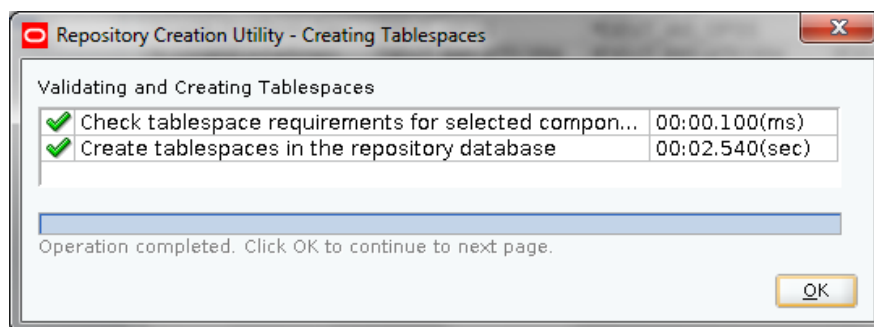 Repository Creation Utility - Creating Tablespaces
Validating and Creating Tablespaces
Check tablespace requirements for selected compon... 00:00.100(ms)
Create tablespaces in the repository database 00:02.540(sec)
Operation completed. Click OK to continue to next page.
OK